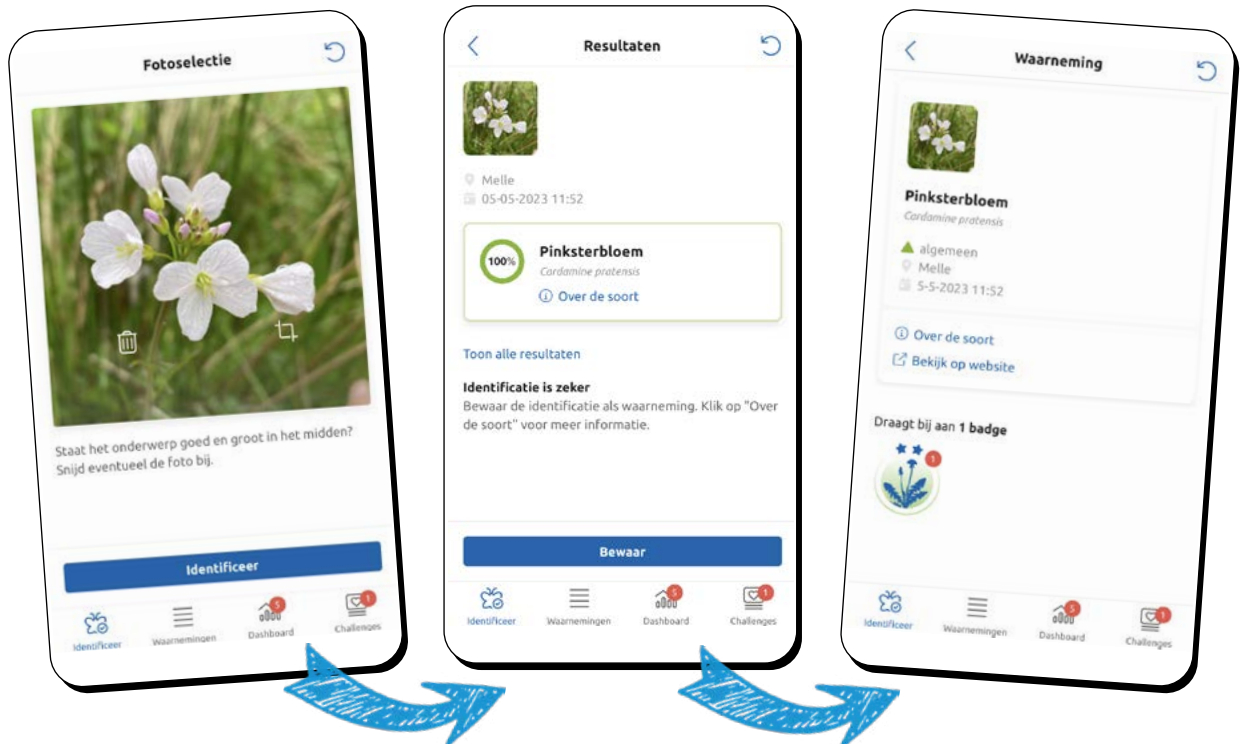 Fotoselectie
Staat het onderwerp goed en groot in het midden?
Snijd eventueel de foto bij.
Identificeer
Identificeer
Waarnemingen
5
Dashboard
1
Challenges
Resultaten
Melle
05-05-2023 11:52
100%
Pinksterbloem
Cardamine pratensis
Over de soort
Toon alle resultaten
Identificatie is zeker
Bewaar de identificatie als waarneming. Klik op "Over
de soort" voor meer informatie.
Bewaar
Identificeer
Waarnemingen
5
Dashboard
1
Challenges
Waarneming
Pinksterbloem
Cardamine pratensis
algemeen
Melle
5-5-2023 11:52
Over de soort
Bekijk op website
Draagt bij aan 1 badge
1
Identificeer
Waarnemingen
5
Dashboard
1
Challenges